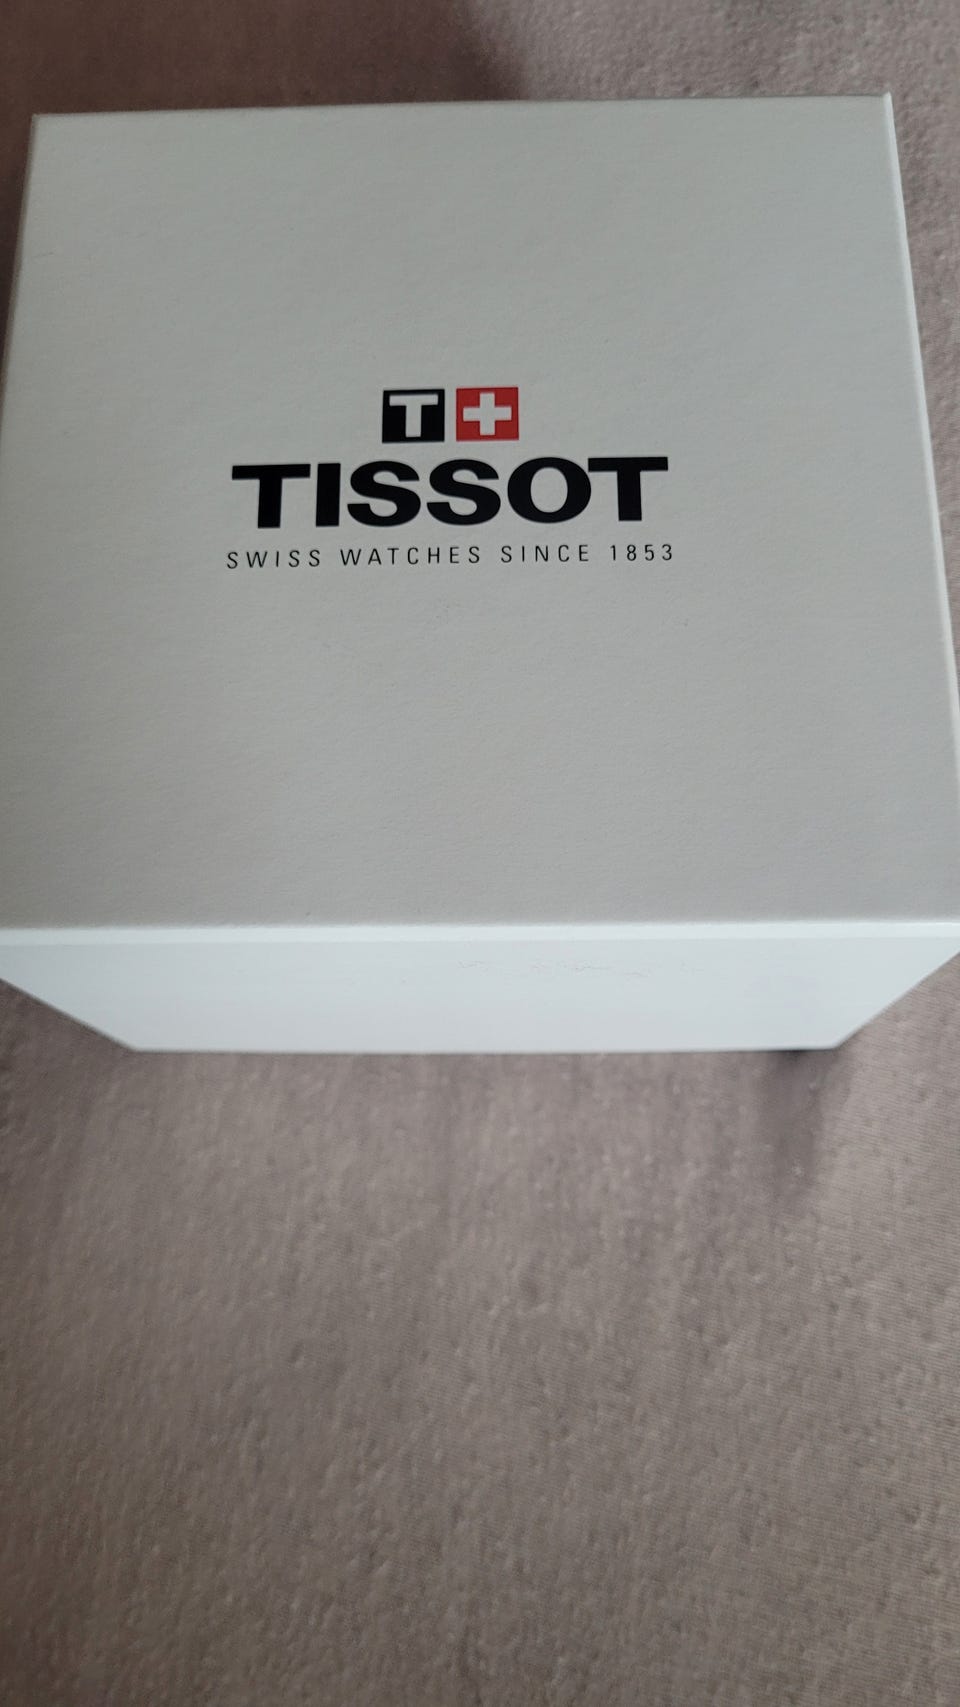 T+
TISSOT
SWISS WATCHES SINCE 1853